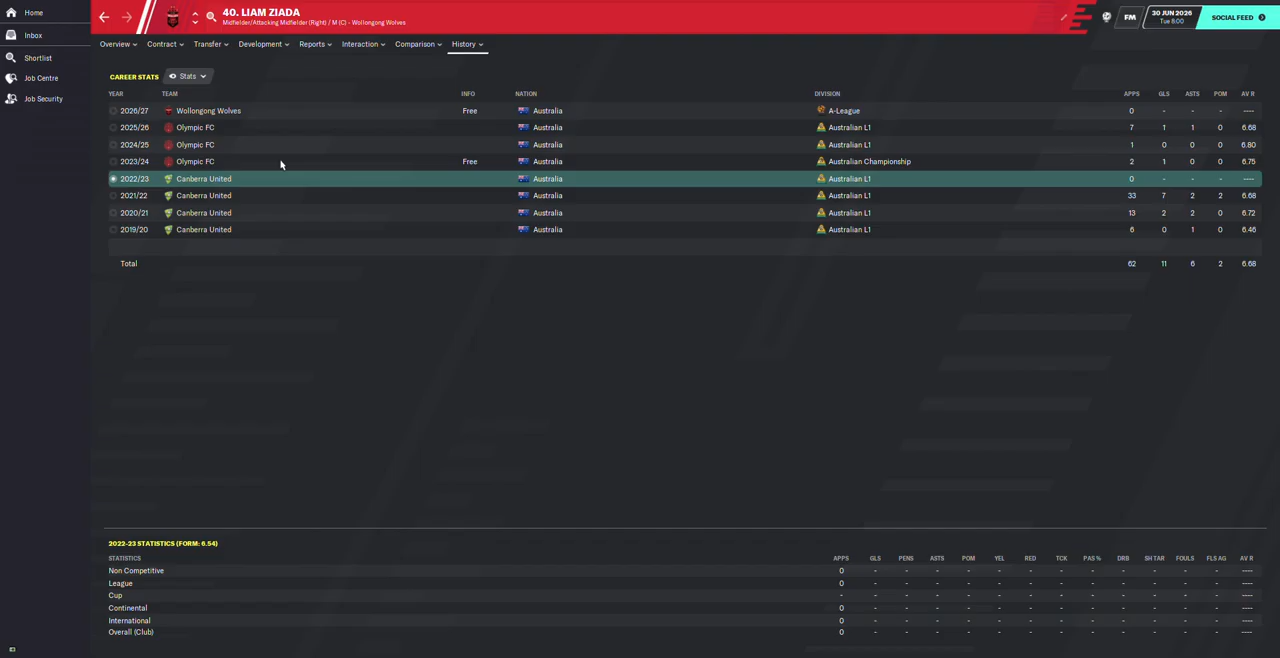 Home
40. LIAM ZIADA
Midfielder/Attacking Midfielder (Right) / M (C) - Wollongong Wolves
FM
30 JUN 2026
Tue 8:00
SOCIAL FEED
Inbox
Shortlist
Job Centre
Job Security
Overview Contract Transfer Development Reports Interaction Comparison History
CAREER STATS Stats
YEAR TEAM INFO NATION DIVISION APPS GLS ASTS POM AV R
2026/27 Wollongong Wolves Free Australia A-League 0 - - - ----
2025/26 Olympic FC Australia Australian L1 7 1 1 0 6.68
2024/25 Olympic FC Australia Australian L1 1 0 0 0 6.80
2023/24 Olympic FC Free Australia Australian Championship 2 1 0 0 6.75
2022/23 Canberra United Australia Australian L1 0 - - - ----
2021/22 Canberra United Australia Australian L1 33 7 2 2 6.68
2020/21 Canberra United Australia Australian L1 13 2 2 0 6.72
2019/20 Canberra United Australia Australian L1 6 0 1 0 6.46
Total 62 11 6 2 6.68
2022-23 STATISTICS (FORM: 6.54)
STATISTICS APPS GLS PENS ASTS POM YEL RED TCK PAS % DRB SH TAR FOULS FLS AG AV R
Non Competitive 0 - - - - - - - - - - - - ----
League 0 - - - - - - - - - - - - ----
Cup - - - - - - - - - - - - - ----
Continental 0 - - - - - - - - - - - - ----
International 0 - - - - - - - - - - - - ----
Overall (Club) 0 - - - - - - - - - - - - ----